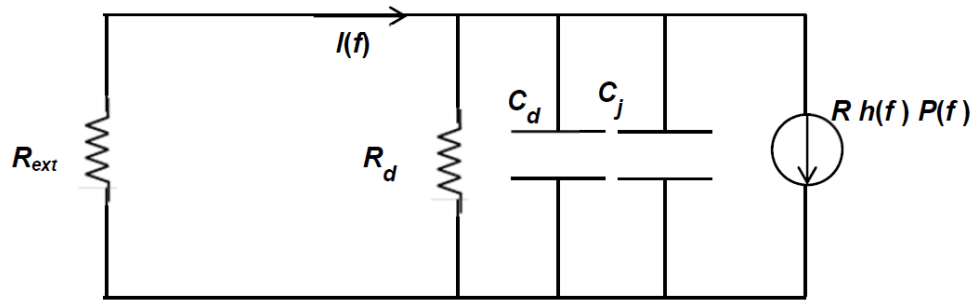 I(f)
C_d
C_j
R h(f) P(f)
R_ext
R_d